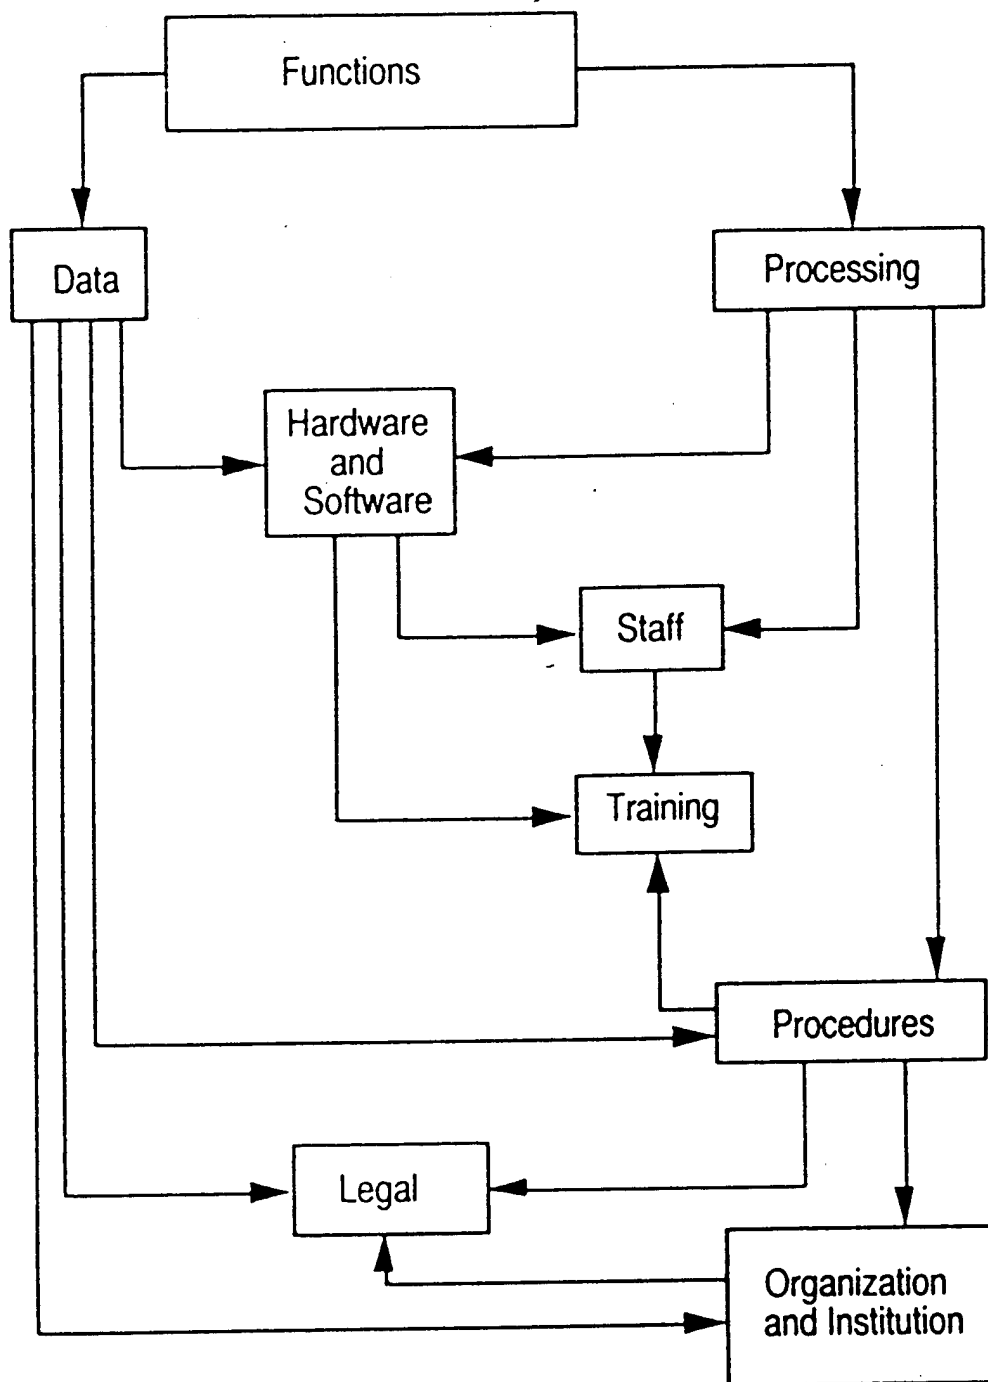 Functions
Data
Processing
Hardware
and
Software
Staff
Training
Procedures
Legal
Organization
and Institution